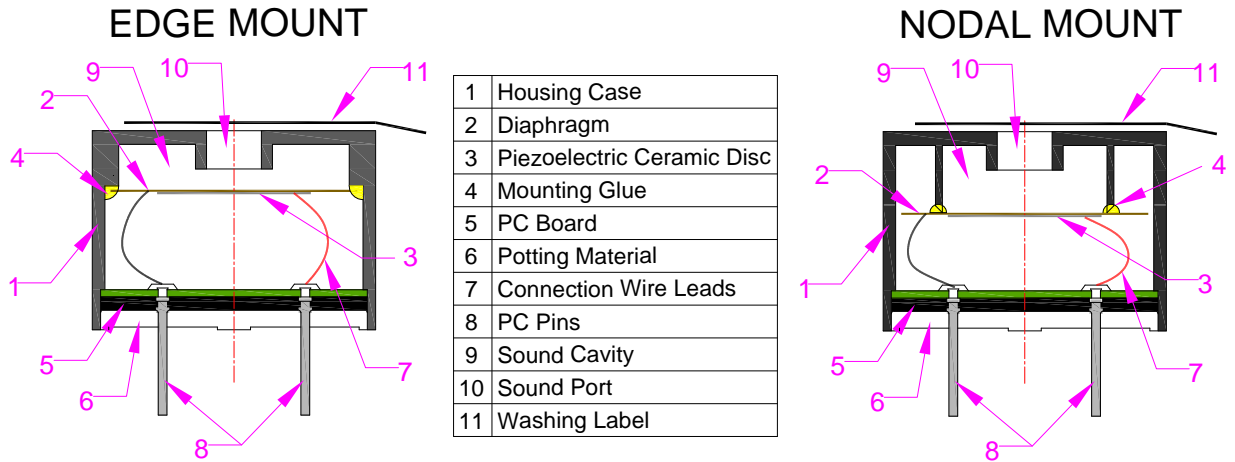 EDGE MOUNT
9
10
11
2
4
3
1
5
7
6
8
1 Housing Case
2 Diaphragm
3 Piezoelectric Ceramic Disc
4 Mounting Glue
5 PC Board
6 Potting Material
7 Connection Wire Leads
8 PC Pins
9 Sound Cavity
10 Sound Port
11 Washing Label
NODAL MOUNT
9
10
11
2
4
3
1
5
7
6
8